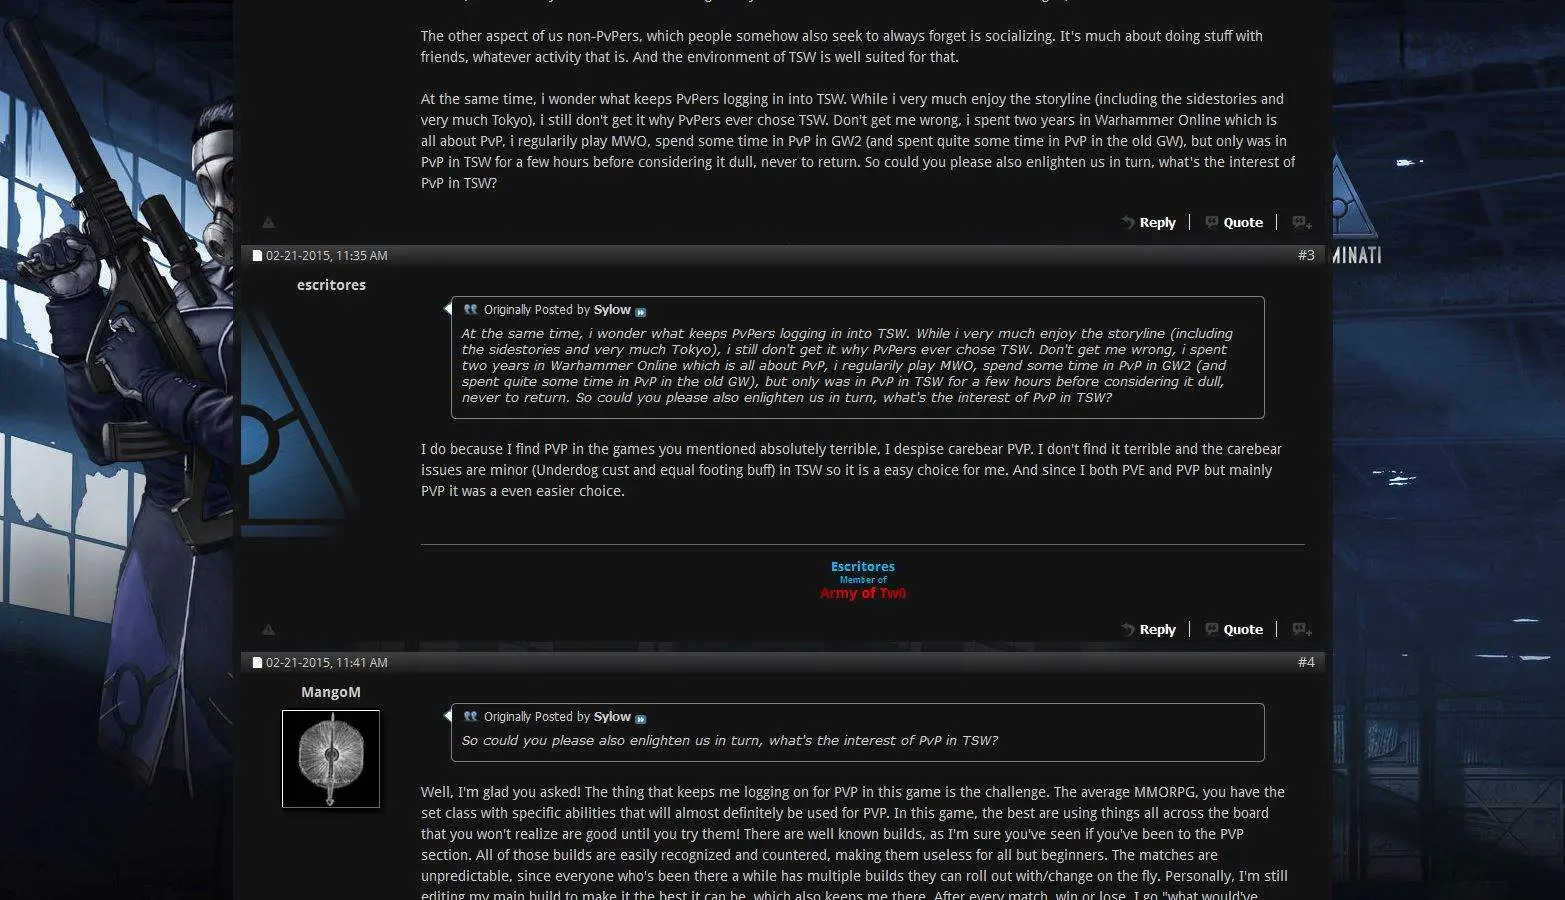 The other aspect of us non-PvPers, which people somehow also seek to always forget is socializing. It's much about doing stuff with
friends, whatever activity that is. And the environment of TSW is well suited for that.
At the same time, i wonder what keeps PvPers logging in into TSW. While i very much enjoy the storyline (including the sidestories and
very much Tokyo), i still don't get it why PvPers ever chose TSW. Don't get me wrong, i spent two years in Warhammer Online which is
all about PvP, i regularily play MWO, spend some time in PvP in GW2 (and spent quite some time in PvP in the old GW), but only was in
PvP in TSW for a few hours before considering it dull, never to return. So could you please also enlighten us in turn, what's the interest of
PvP in TSW?
Reply
Quote
MINATI
02-21-2015, 11:35 AM
#3
escritores
Originally Posted by Sylow
At the same time, i wonder what keeps PvPers logging in into TSW. While i very much enjoy the storyline (including
the sidestories and very much Tokyo), i still don't get it why PvPers ever chose TSW. Don't get me wrong, i spent
two years in Warhammer Online which is all about PvP, i regularily play MWO, spend some time in PvP in GW2 (and
spent quite some time in PvP in the old GW), but only was in PvP in TSW for a few hours before considering it dull,
never to return. So could you please also enlighten us in turn, what's the interest of PvP in TSW?
I do because I find PVP in the games you mentioned absolutely terrible, I despise carebear PVP. I don't find it terrible and the carebear
issues are minor (Underdog cust and equal footing buff) in TSW so it is a easy choice for me. And since I both PVE and PVP but mainly
PVP it was a even easier choice.
Escritores
Member of
Army of Tw0
Reply
Quote
02-21-2015, 11:41 AM
#4
MangoM
Originally Posted by Sylow
So could you please also enlighten us in turn, what's the interest of PvP in TSW?
Well, I'm glad you asked! The thing that keeps me logging on for PVP in this game is the challenge. The average MMORPG, you have the
set class with specific abilities that will almost definitely be used for PVP. In this game, the best are using things all across the board
that you won't realize are good until you try them! There are well known builds, as I'm sure you've seen if you've been to the PVP
section. All of those builds are easily recognized and countered, making them useless for all but beginners. The matches are
unpredictable, since everyone who's been there a while has multiple builds they can roll out with/change on the fly. Personally, I'm still
editing my main build to make it the best it can be, which also keeps me there. After every match, win or lose, I go "what would've